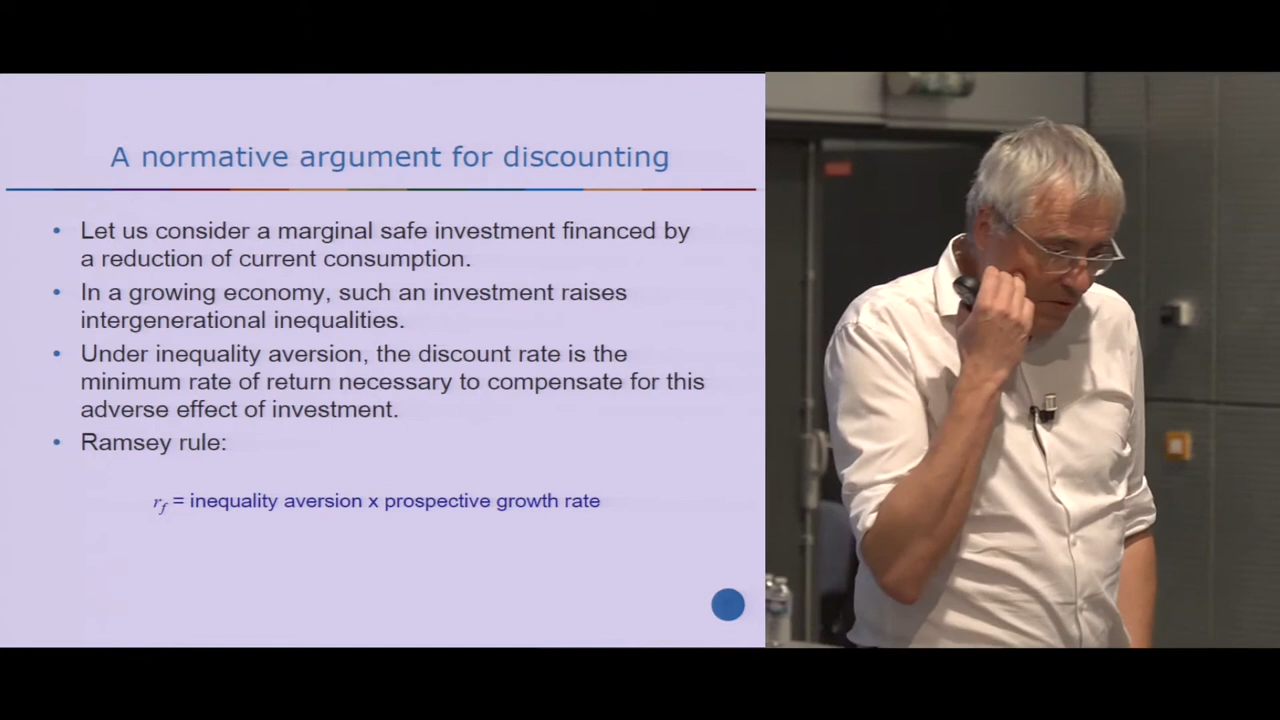 A normative argument for discounting
• Let us consider a marginal safe investment financed by
a reduction of current consumption.
• In a growing economy, such an investment raises
intergenerational inequalities.
• Under inequality aversion, the discount rate is the
minimum rate of return necessary to compensate for this
adverse effect of investment.
• Ramsey rule:
r_f = inequality aversion x prospective growth rate